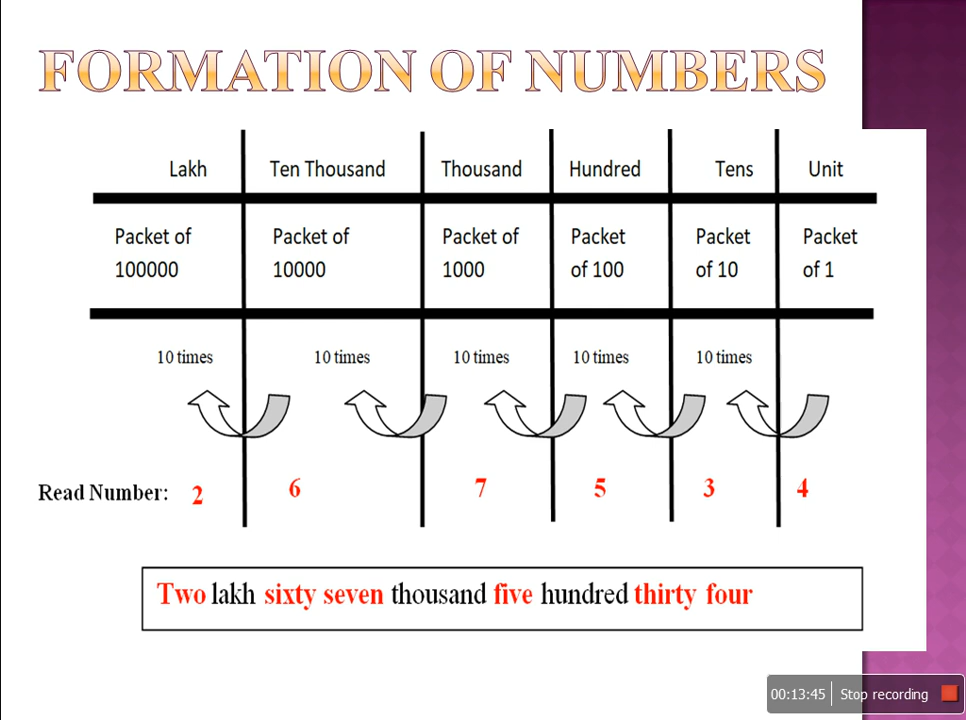 FORMATION OF NUMBERS
Lakh Ten Thousand Thousand Hundred Tens Unit
Packet of Packet of Packet of Packet Packet Packet
100000 10000 1000 of 100 of 10 of 1
10 times 10 times 10 times 10 times 10 times
Read Number: 2 6 7 5 3 4
Two lakh sixty seven thousand five hundred thirty four
00:13:45 Stop recording